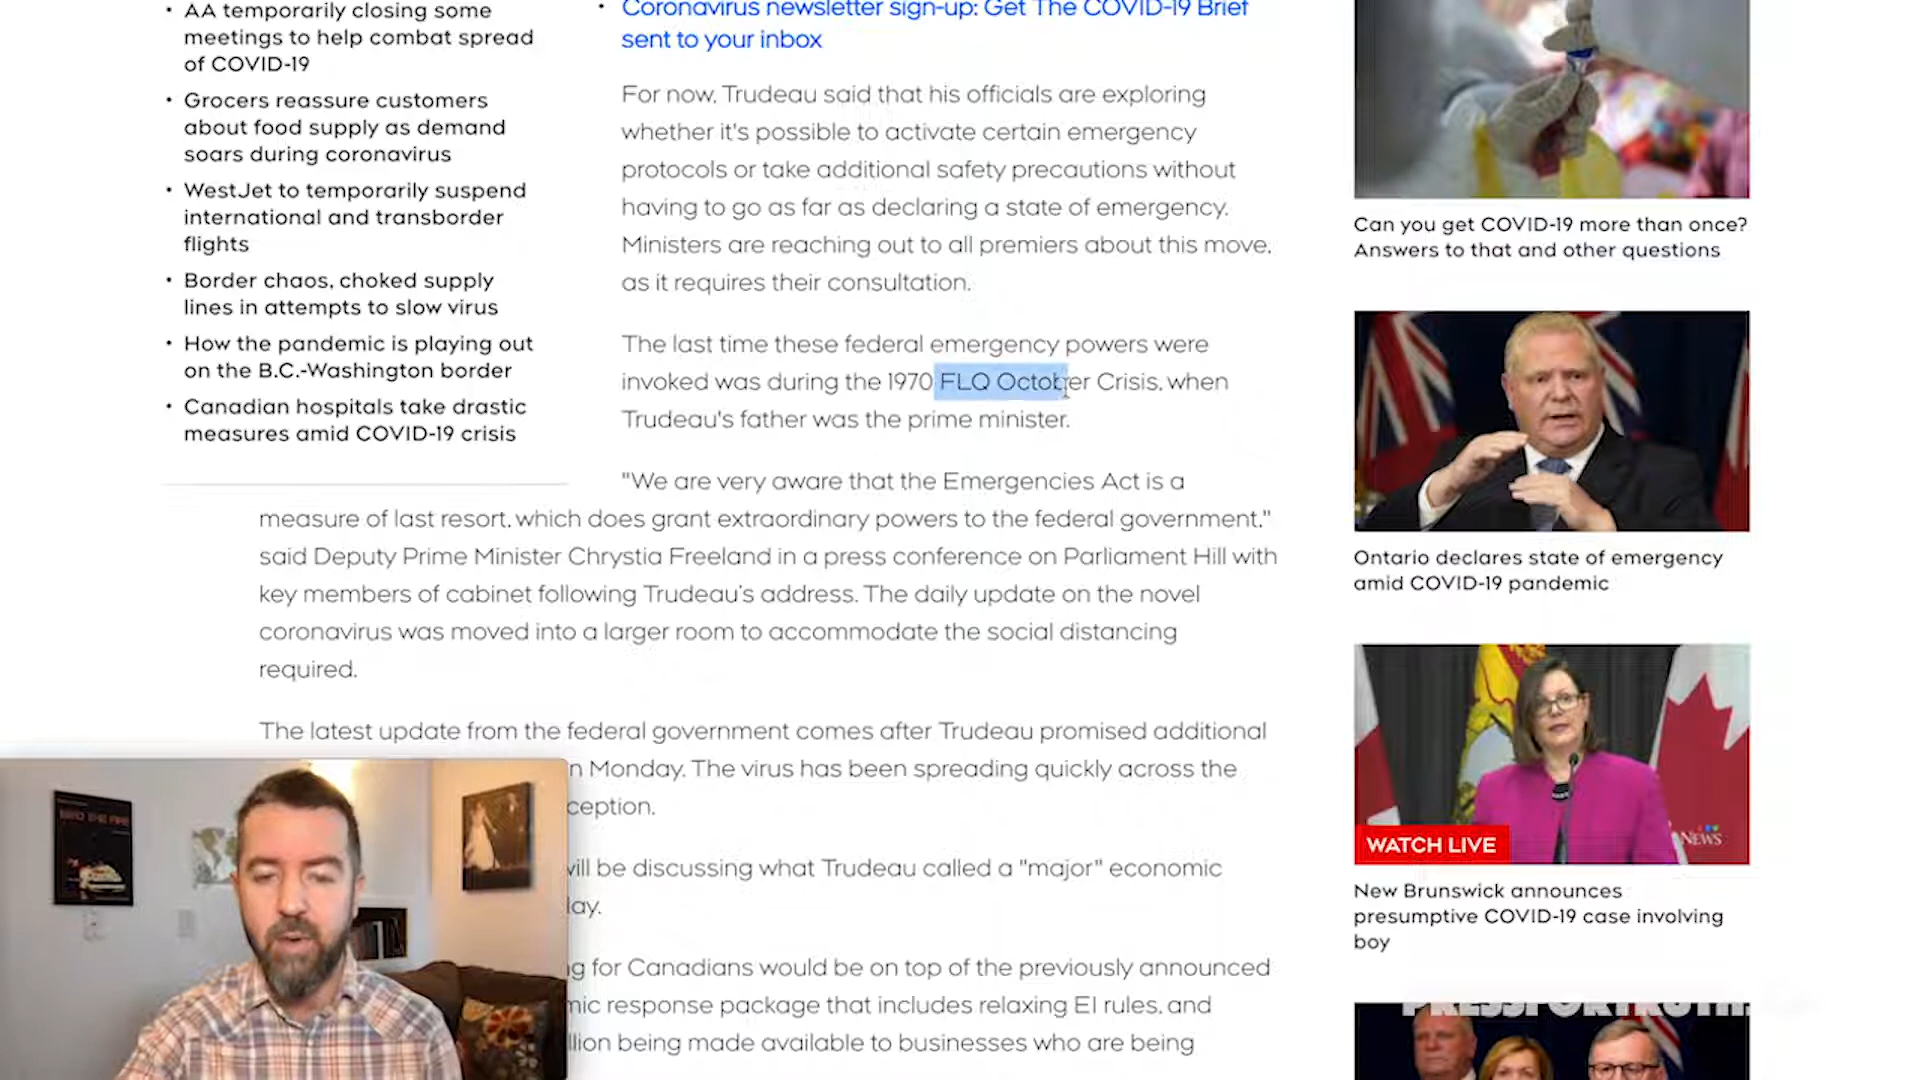 AA temporarily closing some
meetings to help combat spread
of COVID-19
Grocers reassure customers
about food supply as demand
soars during coronavirus
WestJet to temporarily suspend
international and transborder
flights
Border chaos, choked supply
lines in attempts to slow virus
How the pandemic is playing out
on the B.C.-Washington border
Canadian hospitals take drastic
measures amid COVID-19 crisis
Coronavirus newsletter sign-up: Get The COVID-19 Brief
sent to your inbox
For now, Trudeau said that his officials are exploring
whether it's possible to activate certain emergency
protocols or take additional safety precautions without
having to go as far as declaring a state of emergency.
Ministers are reaching out to all premiers about this move,
as it requires their consultation.
The last time these federal emergency powers were
invoked was during the 1970 FLQ October Crisis, when
Trudeau's father was the prime minister.
"We are very aware that the Emergencies Act is a
measure of last resort, which does grant extraordinary powers to the federal government,"
said Deputy Prime Minister Chrystia Freeland in a press conference on Parliament Hill with
key members of cabinet following Trudeau's address. The daily update on the novel
coronavirus was moved into a larger room to accommodate the social distancing
required.
The latest update from the federal government comes after Trudeau promised additional
n Monday. The virus has been spreading quickly across the
ception.
will be discussing what Trudeau called a "major" economic
lay.
g for Canadians would be on top of the previously announced
mic response package that includes relaxing EI rules, and
llion being made available to businesses who are being
Can you get COVID-19 more than once?
Answers to that and other questions
Ontario declares state of emergency
amid COVID-19 pandemic
WATCH LIVE
NEWS
New Brunswick announces
presumptive COVID-19 case involving
boy
PRESSFORTRUTH
INTO THE FIRE